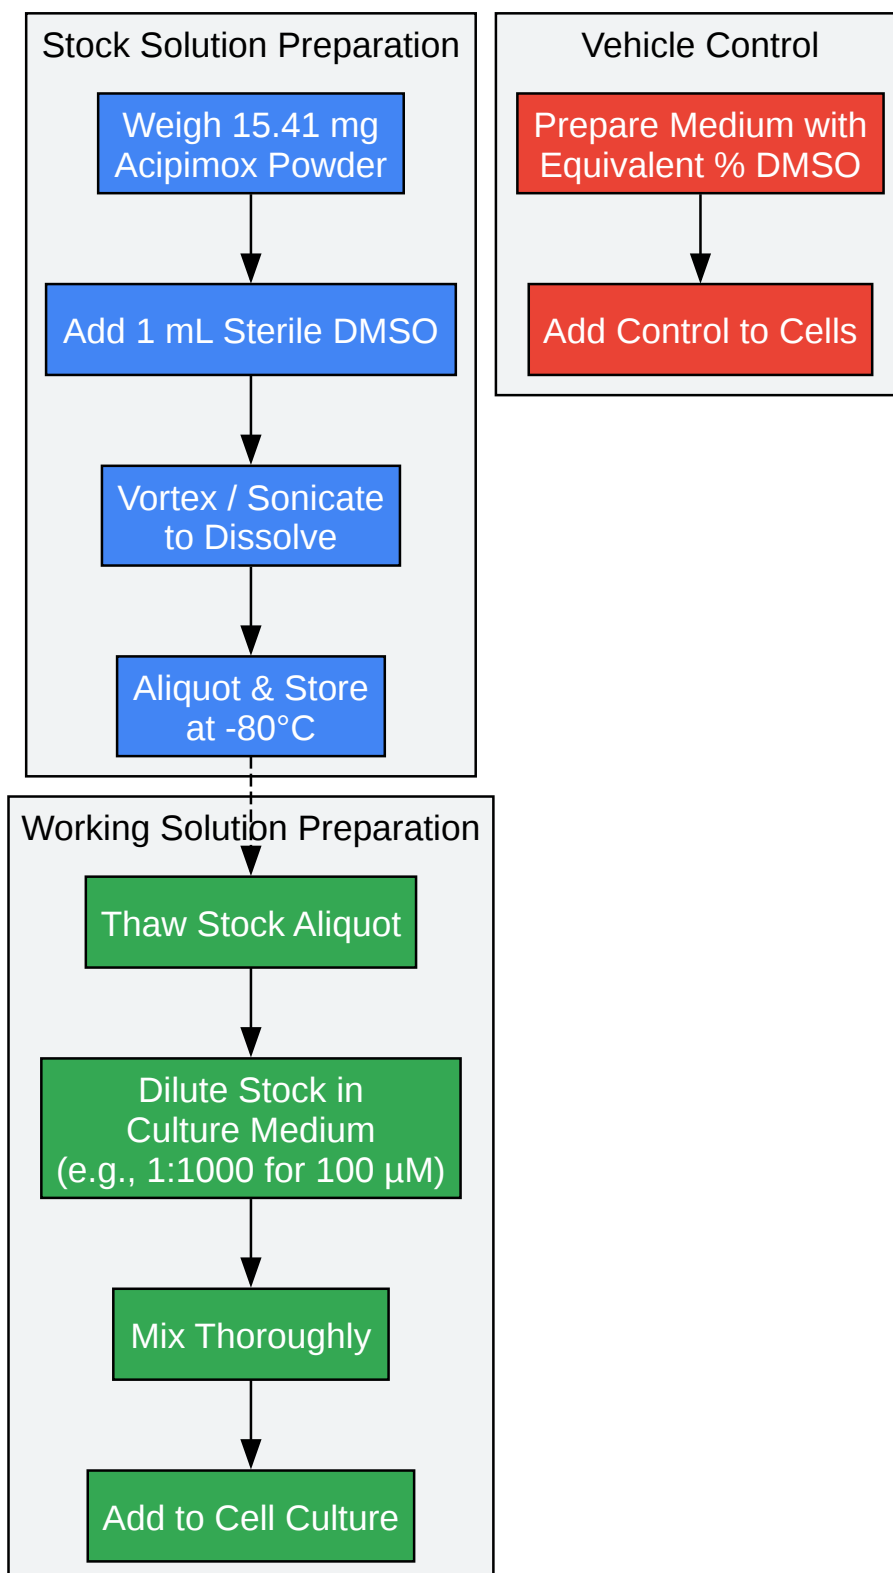 Stock Solution Preparation
Weigh 15.41 mg
Acipimox Powder
Add 1 mL Sterile DMSO
Vortex / Sonicate
to Dissolve
Aliquot & Store
at -80°C
Working Solution Preparation
Thaw Stock Aliquot
Dilute Stock in
Culture Medium
(e.g., 1:1000 for 100 µM)
Mix Thoroughly
Add to Cell Culture
Vehicle Control
Prepare Medium with
Equivalent % DMSO
Add Control to Cells